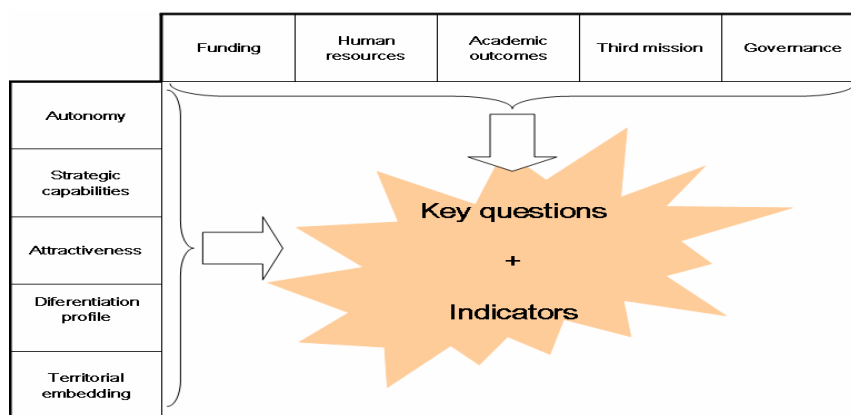 Funding
Human
resources
Academic
outcomes
Third mission
Governance
Autonomy
Strategic
capabilities
Attractiveness
Diferentiation
profile
Territorial
embedding
Key questions
+
Indicators